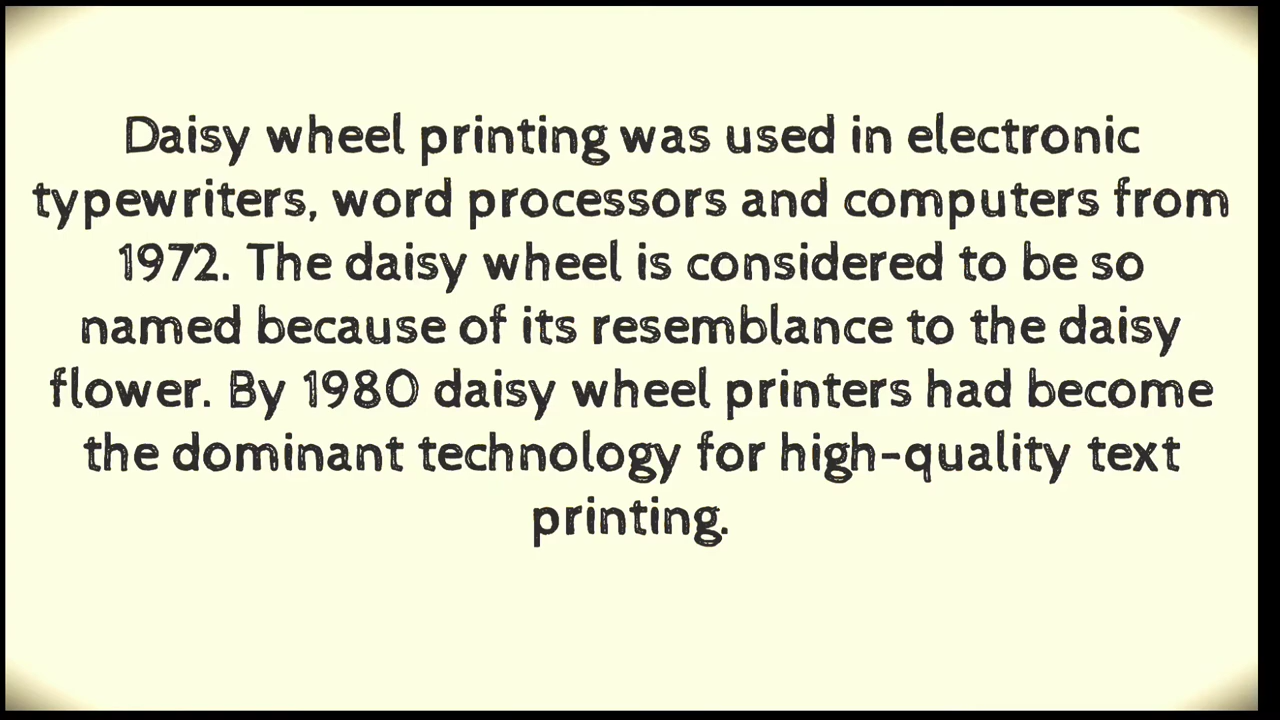 Daisy wheel printing was used in electronic
typewriters, word processors and computers from
1972. The daisy wheel is considered to be so
named because of its resemblance to the daisy
flower. By 1980 daisy wheel printers had become
the dominant technology for high-quality text
printing.